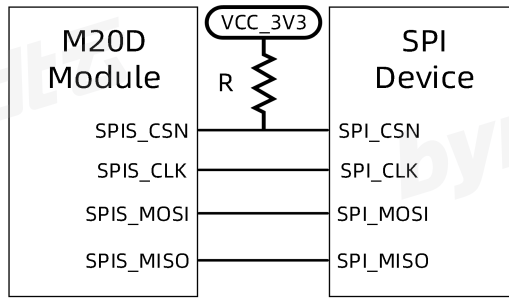 M20D
Module
VCC_3V3
R
SPI
Device
SPIS_CSN
SPI_CSN
SPIS_CLK
SPI_CLK
SPIS_MOSI
SPI_MOSI
SPIS_MISO
SPI_MISO